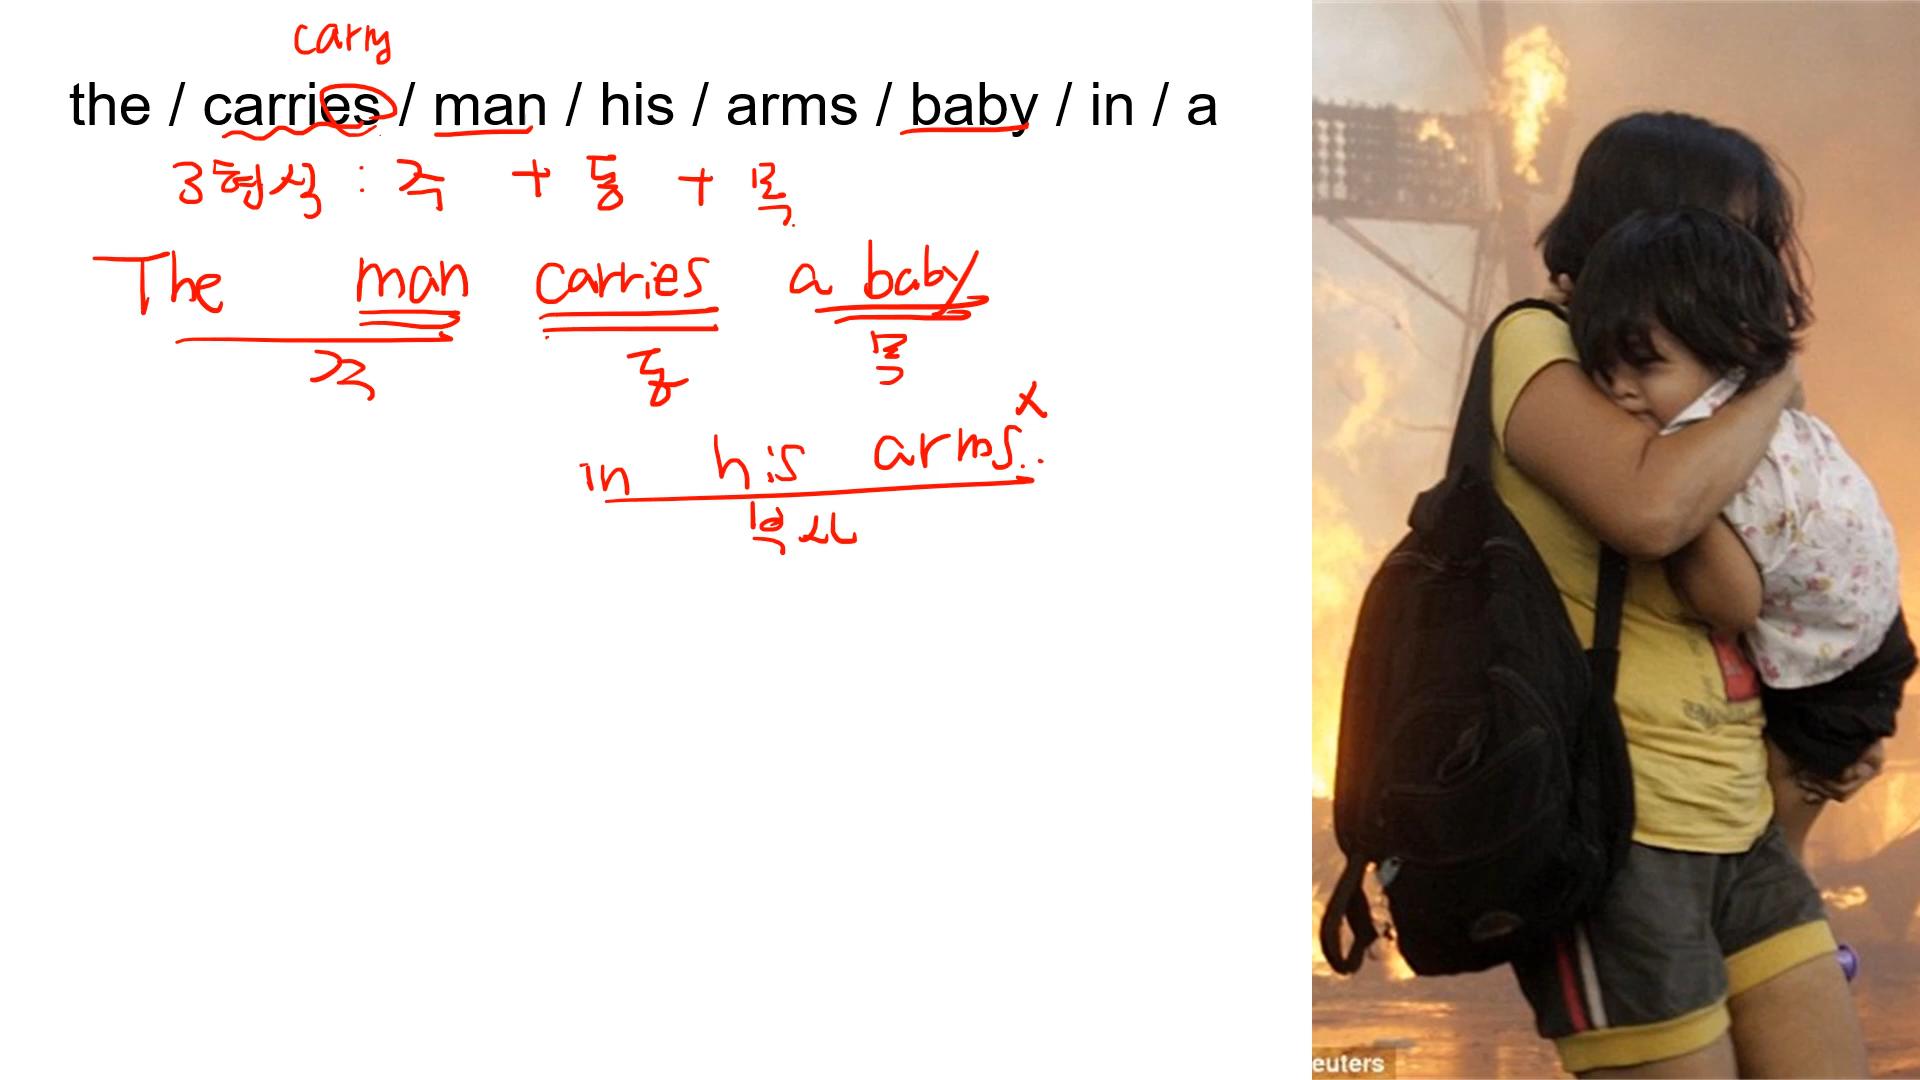 carry
the / carries / man / his / arms / baby / in / a
3형식 : 주 + 동 + 목
The man carries a baby
주 동 목
x
in his arms.
부사
euters